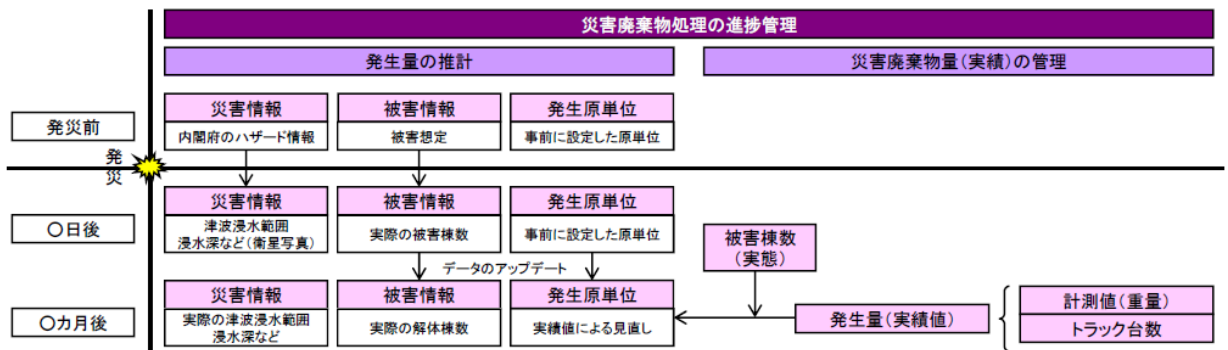 災害廃棄物処理の進捗管理
発生量の推計
災害廃棄物量(実績)の管理
発災前
災害情報
内閣府のハザード情報
被害情報
被害想定
発生原単位
事前に設定した原単位
発
災
〇日後
災害情報
津波浸水範囲
浸水深など(衛星写真)
被害情報
実際の被害棟数
発生原単位
事前に設定した原単位
被害棟数
(実態)
データのアップデート
〇カ月後
災害情報
実際の津波浸水範囲
浸水深など
被害情報
実際の解体棟数
発生原単位
実績値による見直し
発生量(実績値)
計測値(重量)
トラック台数